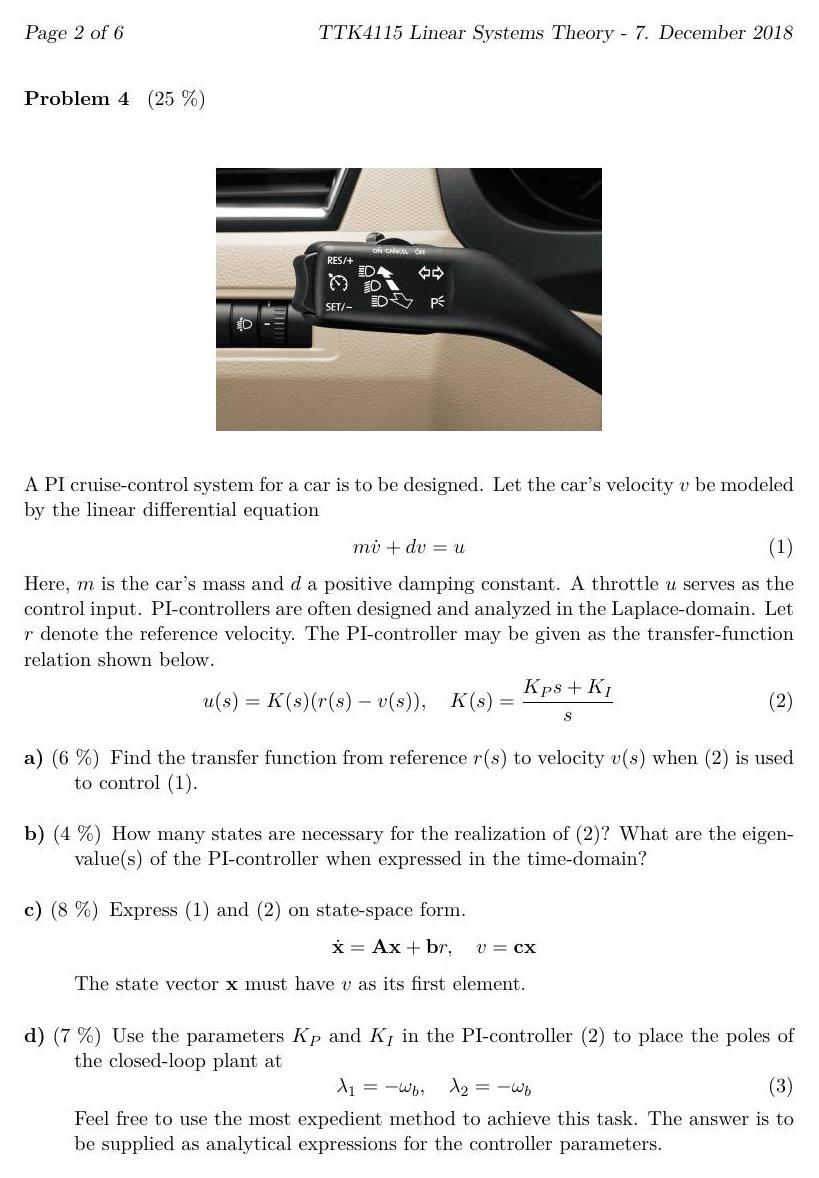 Page 2 of 6 TTK4115 Linear Systems Theory - 7. December 2018
Problem 4 (25 %)
ON CANCEL OFF
RES/+
SET/−
P
A PI cruise-control system for a car is to be designed. Let the car's velocity v be modeled
by the linear differential equation
mv̇ + dv = u (1)
Here, m is the car's mass and d a positive damping constant. A throttle u serves as the
control input. PI-controllers are often designed and analyzed in the Laplace-domain. Let
r denote the reference velocity. The PI-controller may be given as the transfer-function
relation shown below.
u(s) = K(s)(r(s) − v(s)), K(s) = (K_P s + K_I)/s (2)
a) (6 %) Find the transfer function from reference r(s) to velocity v(s) when (2) is used
to control (1).
b) (4 %) How many states are necessary for the realization of (2)? What are the eigen-
value(s) of the PI-controller when expressed in the time-domain?
c) (8 %) Express (1) and (2) on state-space form.
ẋ = Ax + br, v = cx
The state vector x must have v as its first element.
d) (7 %) Use the parameters K_P and K_I in the PI-controller (2) to place the poles of
the closed-loop plant at
λ₁ = −ω_b, λ₂ = −ω_b (3)
Feel free to use the most expedient method to achieve this task. The answer is to
be supplied as analytical expressions for the controller parameters.